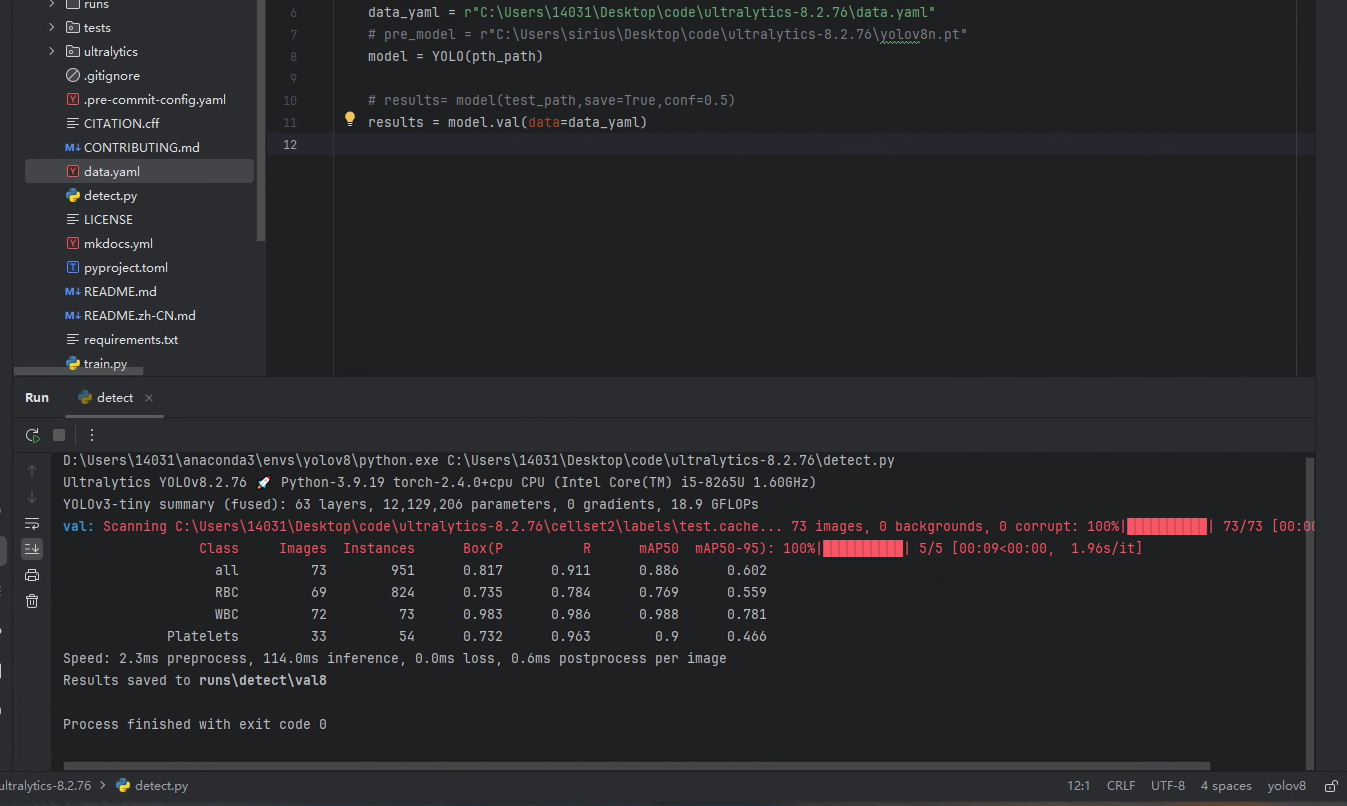 runs
tests
ultralytics
.gitignore
.pre-commit-config.yaml
CITATION.cff
CONTRIBUTING.md
data.yaml
detect.py
LICENSE
mkdocs.yml
pyproject.toml
README.md
README.zh-CN.md
requirements.txt
train.py
6 data_yaml = r"C:\Users\14031\Desktop\code\ultralytics-8.2.76\data.yaml"
7 # pre_model = r"C:\Users\sirius\Desktop\code\ultralytics-8.2.76\yolov8n.pt"
8 model = YOLO(pth_path)
9
10 # results= model(test_path,save=True,conf=0.5)
11 results = model.val(data=data_yaml)
12
Run detect
D:\Users\14031\anaconda3\envs\yolov8\python.exe C:\Users\14031\Desktop\code\ultralytics-8.2.76\detect.py
Ultralytics YOLOv8.2.76 🚀 Python-3.9.19 torch-2.4.0+cpu CPU (Intel Core(TM) i5-8265U 1.60GHz)
YOLOv3-tiny summary (fused): 63 layers, 12,129,206 parameters, 0 gradients, 18.9 GFLOPs
val: Scanning C:\Users\14031\Desktop\code\ultralytics-8.2.76\cellset2\labels\test.cache... 73 images, 0 backgrounds, 0 corrupt: 100%|██████████| 73/73 [00:00
Class Images Instances Box(P R mAP50 mAP50-95): 100%|██████████| 5/5 [00:09<00:00, 1.96s/it]
all 73 951 0.817 0.911 0.886 0.602
RBC 69 824 0.735 0.784 0.769 0.559
WBC 72 73 0.983 0.986 0.988 0.781
Platelets 33 54 0.732 0.963 0.9 0.466
Speed: 2.3ms preprocess, 114.0ms inference, 0.0ms loss, 0.6ms postprocess per image
Results saved to runs\detect\val8
Process finished with exit code 0
ultralytics-8.2.76 > detect.py 12:1 CRLF UTF-8 4 spaces yolov8